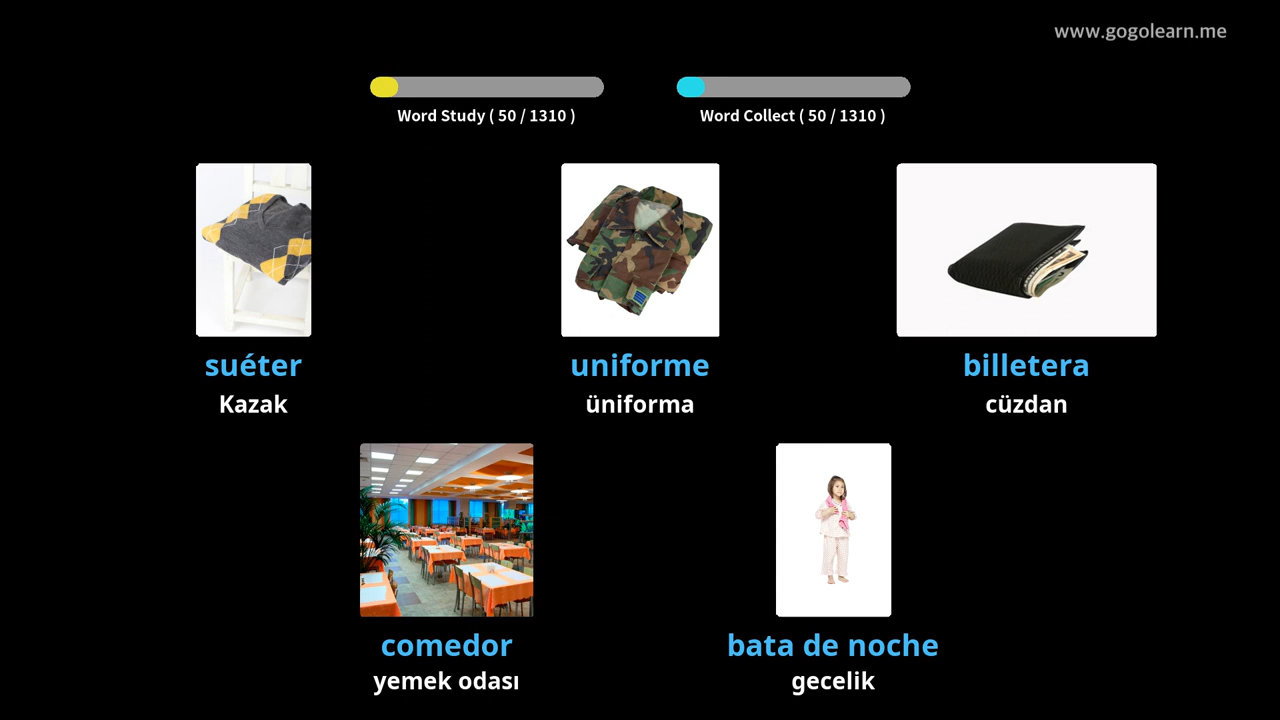 www.gogolearn.me
Word Study ( 50 / 1310 )
Word Collect ( 50 / 1310 )
suéter
Kazak
uniforme
üniforma
billetera
cüzdan
comedor
yemek odası
bata de noche
gecelik